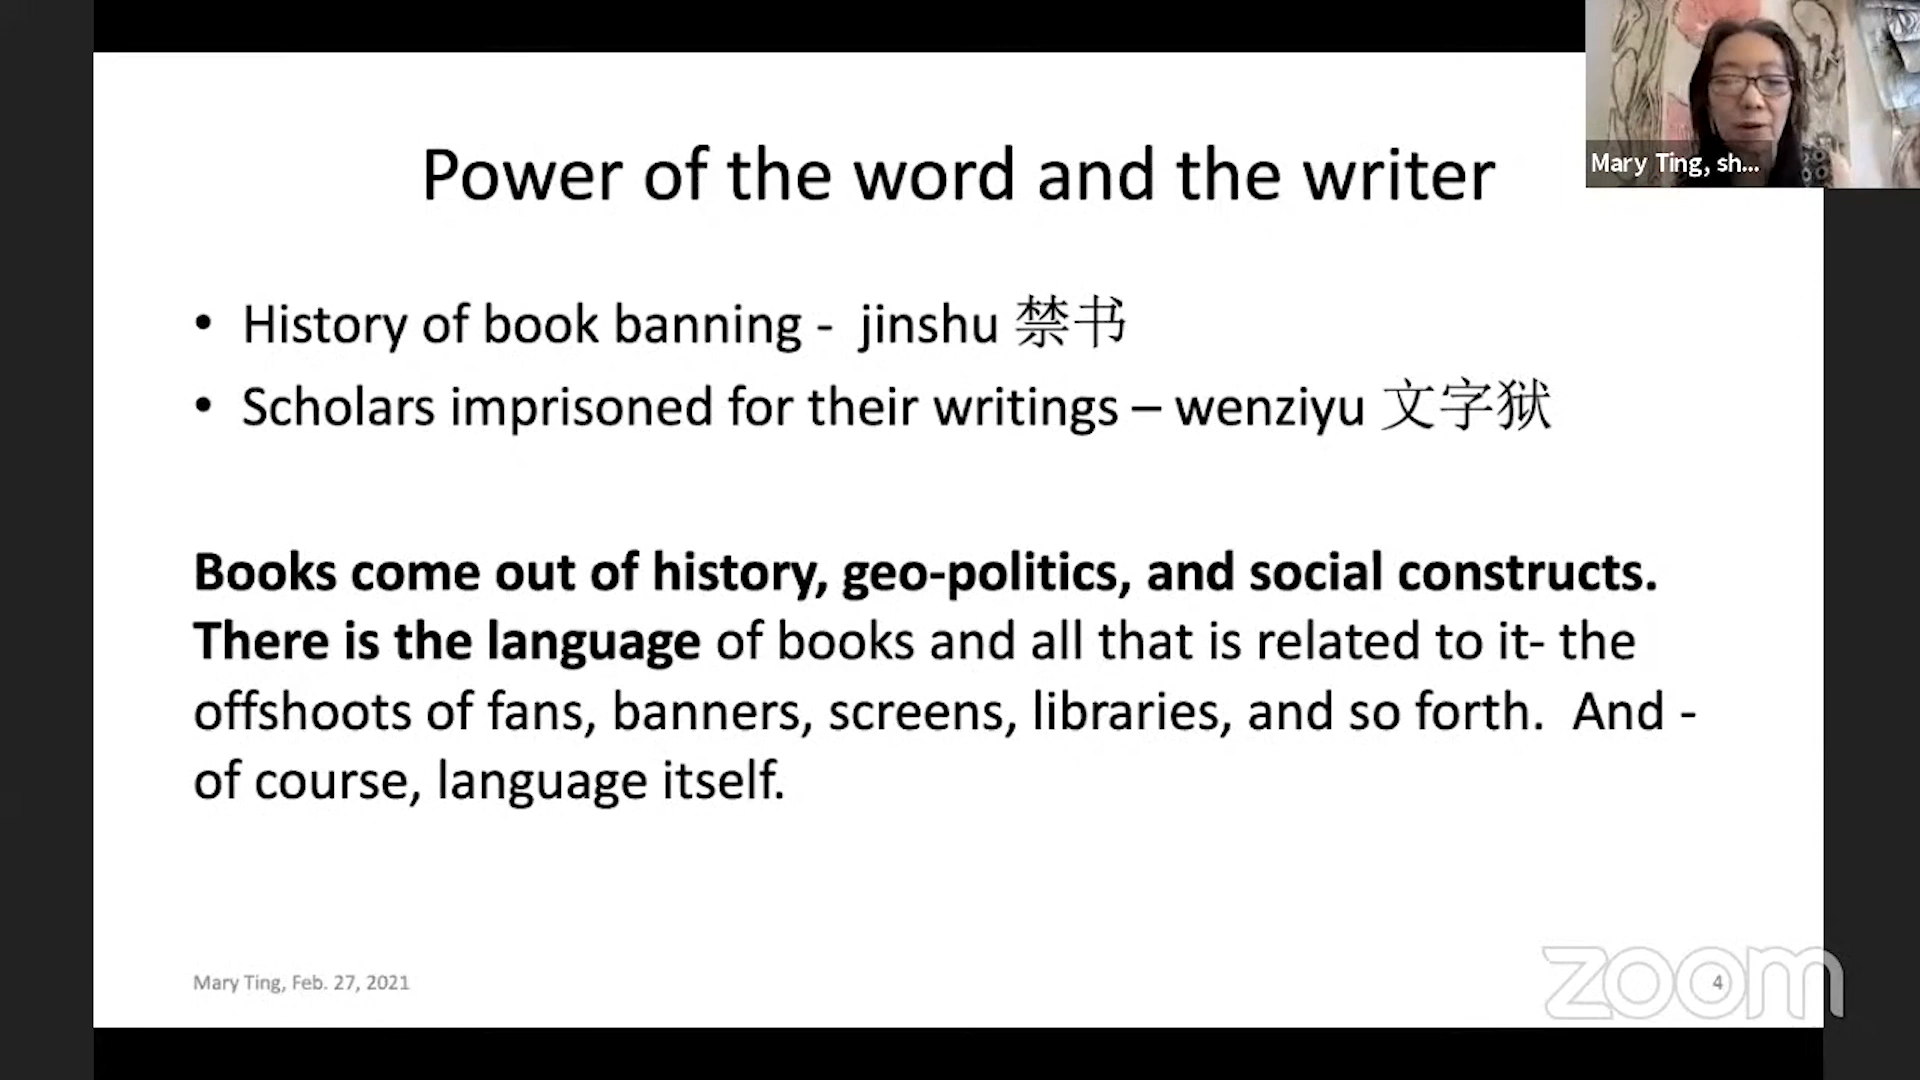 Power of the word and the writer
Mary Ting, sh...
• History of book banning - jinshu 禁书
• Scholars imprisoned for their writings – wenziyu 文字狱
Books come out of history, geo-politics, and social constructs.
There is the language of books and all that is related to it- the
offshoots of fans, banners, screens, libraries, and so forth. And -
of course, language itself.
Mary Ting, Feb. 27, 2021
4
zoom